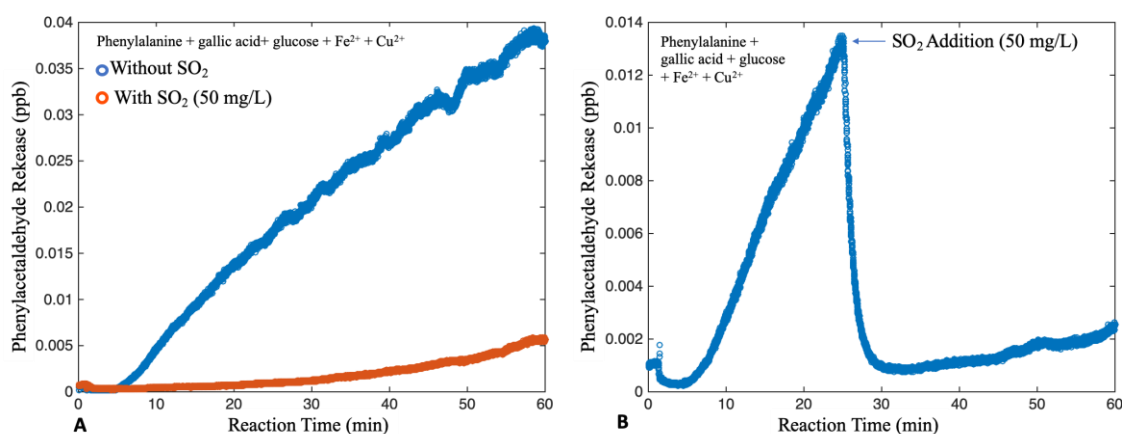 Phenylalanine + gallic acid+ glucose + Fe²⁺ + Cu²⁺
Without SO₂
With SO₂ (50 mg/L)
Phenylacetaldehyde Rekease (ppb)
0.04
0.035
0.03
0.025
0.02
0.015
0.01
0.005
0
0 10 20 30 40 50 60
A
Reaction Time (min)
Phenylalanine +
gallic acid + glucose
+ Fe²⁺ + Cu²⁺
SO₂ Addition (50 mg/L)
Phenylacetaldehyde Rekease (ppb)
0.014
0.012
0.01
0.008
0.006
0.004
0.002
0
0 10 20 30 40 50 60
B
Reaction Time (min)